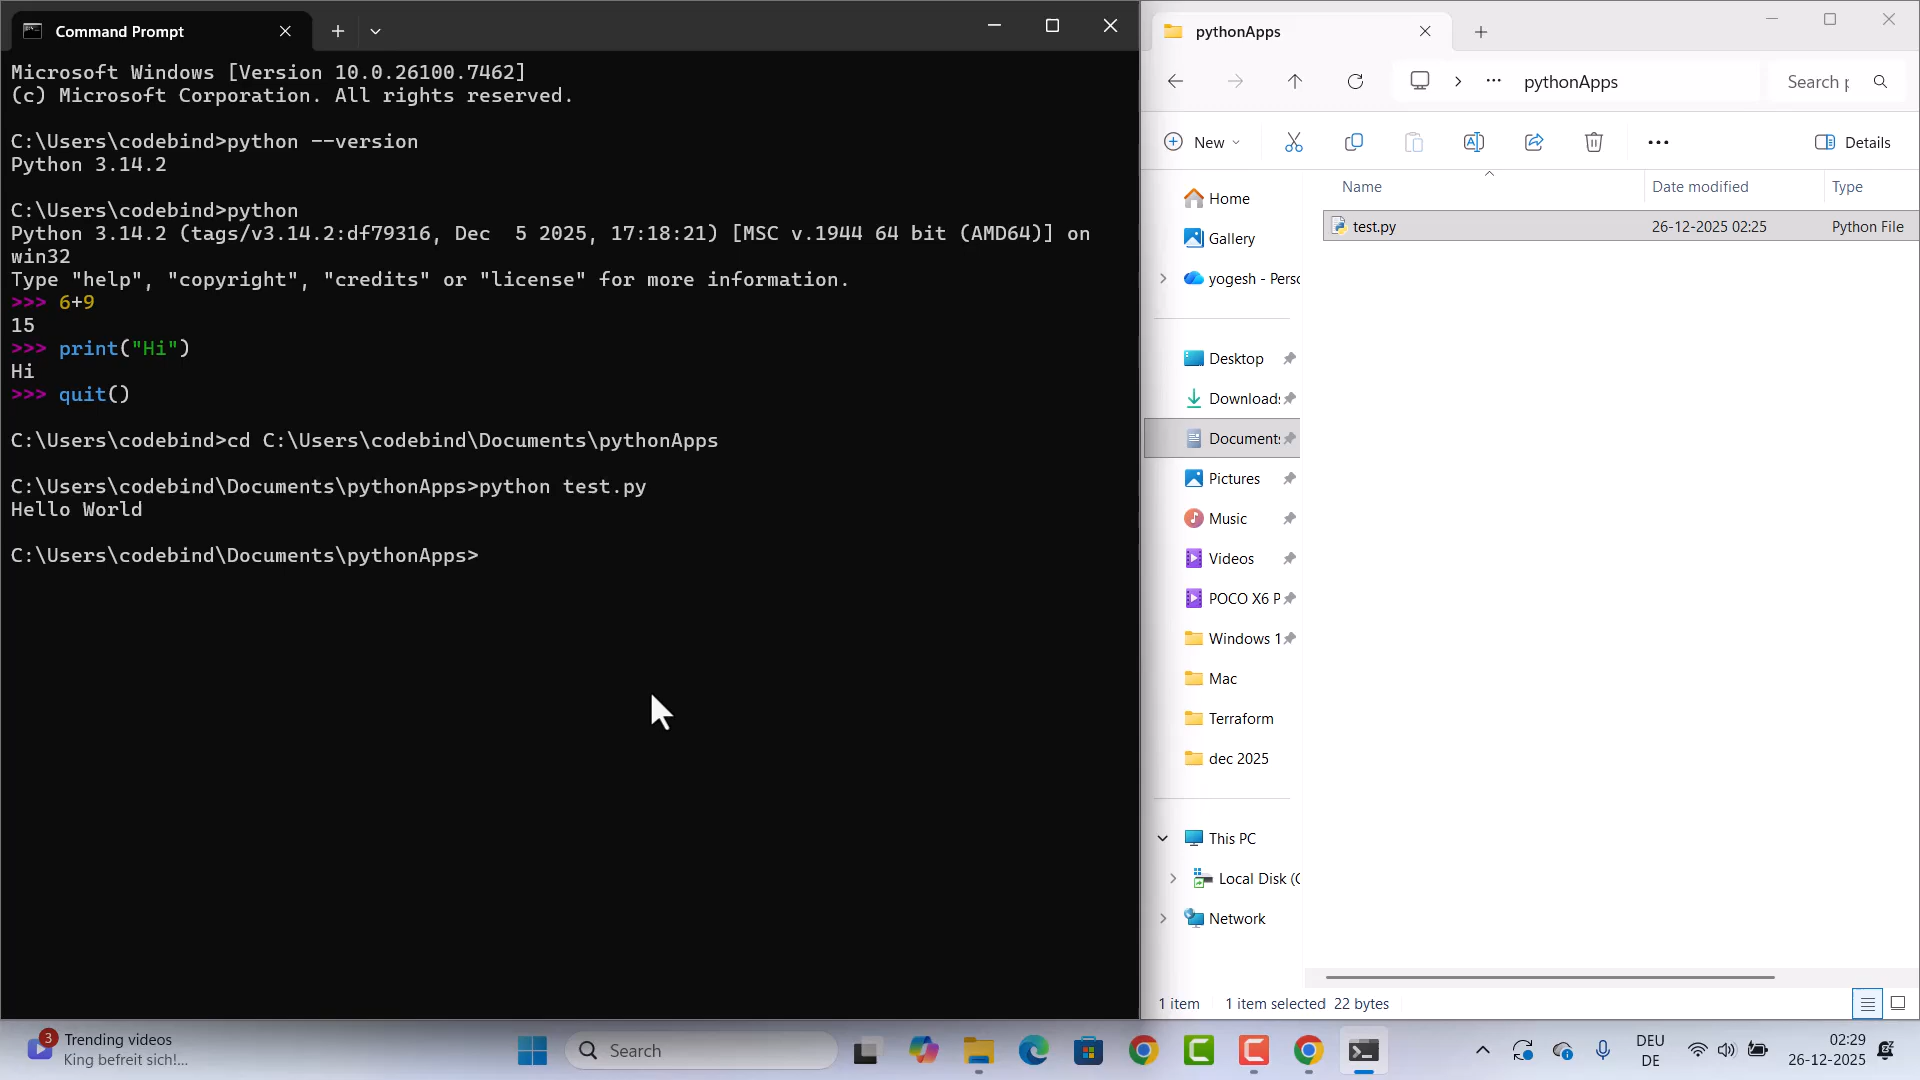 Command Prompt
Microsoft Windows [Version 10.0.26100.7462]
(c) Microsoft Corporation. All rights reserved.
C:\Users\codebind>python --version
Python 3.14.2
C:\Users\codebind>python
Python 3.14.2 (tags/v3.14.2:df79316, Dec  5 2025, 17:18:21) [MSC v.1944 64 bit (AMD64)] on
win32
Type "help", "copyright", "credits" or "license" for more information.
>>> 6+9
15
>>> print("Hi")
Hi
>>> quit()
C:\Users\codebind>cd C:\Users\codebind\Documents\pythonApps
C:\Users\codebind\Documents\pythonApps>python test.py
Hello World
C:\Users\codebind\Documents\pythonApps>
pythonApps
pythonApps
Search p
New
Details
Name Date modified Type
test.py 26-12-2025 02:25 Python File
Home
Gallery
yogesh - Perso
Desktop
Downloads
Documents
Pictures
Music
Videos
POCO X6 P
Windows 1
Mac
Terraform
dec 2025
This PC
Local Disk (C
Network
1 item 1 item selected 22 bytes
3
Trending videos
King befreit sich!...
Search
DEU
DE
02:29
26-12-2025